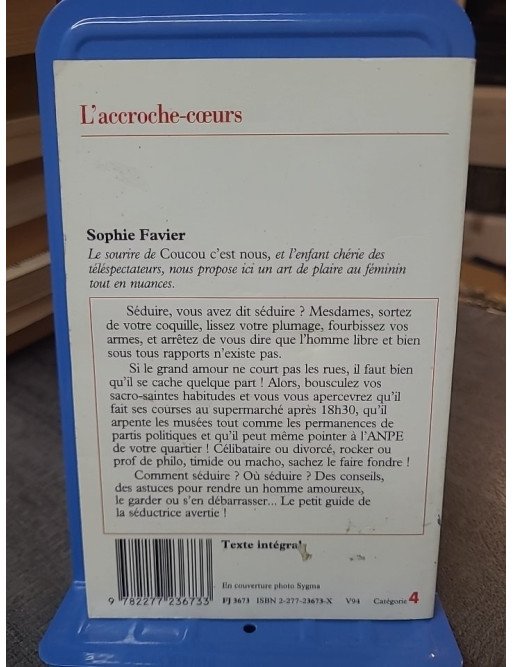 L'accroche-cœurs
Sophie Favier
Le sourire de Coucou c'est nous, et l'enfant chérie des
téléspectateurs, nous propose ici un art de plaire au féminin
tout en nuances.
Séduire, vous avez dit séduire ? Mesdames, sortez
de votre coquille, lissez votre plumage, fourbissez vos
armes, et arrêtez de vous dire que l'homme libre et bien
sous tous rapports n'existe pas.
Si le grand amour ne court pas les rues, il faut bien
qu'il se cache quelque part ! Alors, bousculez vos
sacro-saintes habitudes et vous vous apercevrez qu'il
fait ses courses au supermarché après 18h30, qu'il
arpente les musées tout comme les permanences de
partis politiques et qu'il peut même pointer à l'ANPE
de votre quartier ! Célibataire ou divorcé, rocker ou
prof de philo, timide ou macho, sachez le faire fondre !
Comment séduire ? Où séduire ? Des conseils,
des astuces pour rendre un homme amoureux,
le garder ou s'en débarrasser... Le petit guide de
la séductrice avertie !
Texte intégral
En couverture photo Sygma
9 782277 236733 FJ 3673 ISBN 2-277-23673-X V94 Catégorie 4